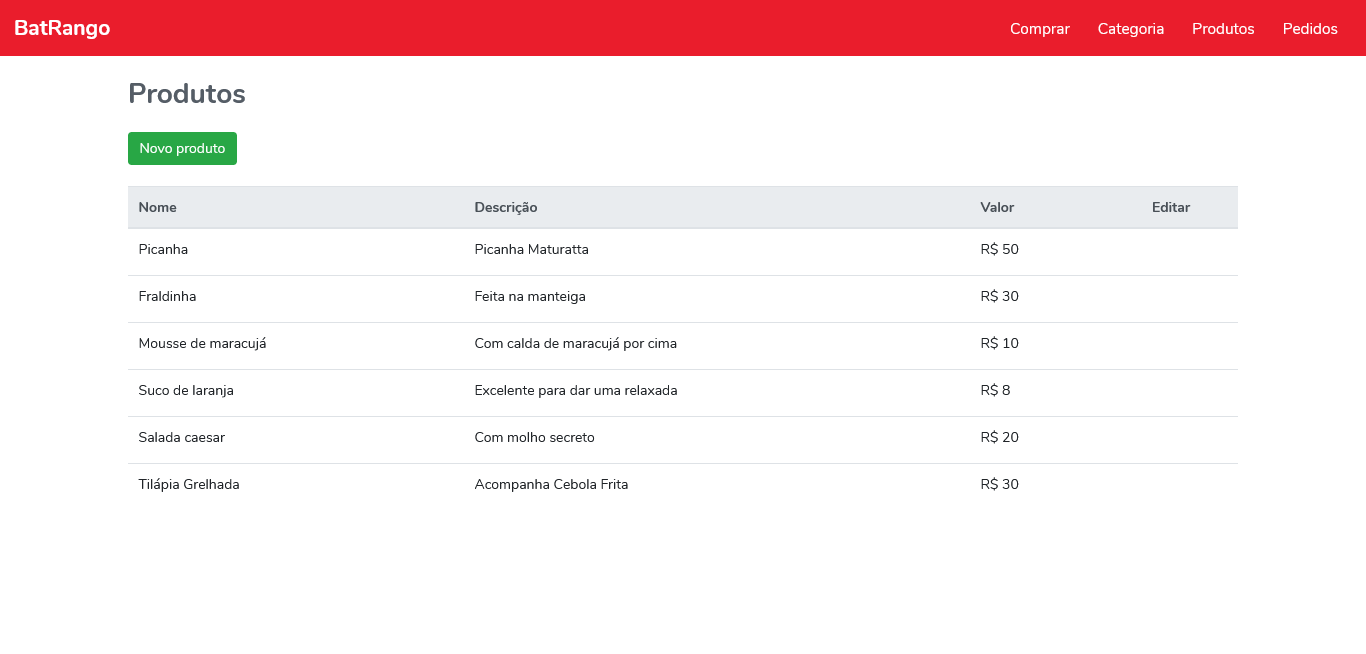 BatRango Comprar Categoria Produtos Pedidos
Produtos
Novo produto
Nome Descrição Valor Editar
Picanha Picanha Maturatta R$ 50
Fraldinha Feita na manteiga R$ 30
Mousse de maracujá Com calda de maracujá por cima R$ 10
Suco de laranja Excelente para dar uma relaxada R$ 8
Salada caesar Com molho secreto R$ 20
Tilápia Grelhada Acompanha Cebola Frita R$ 30